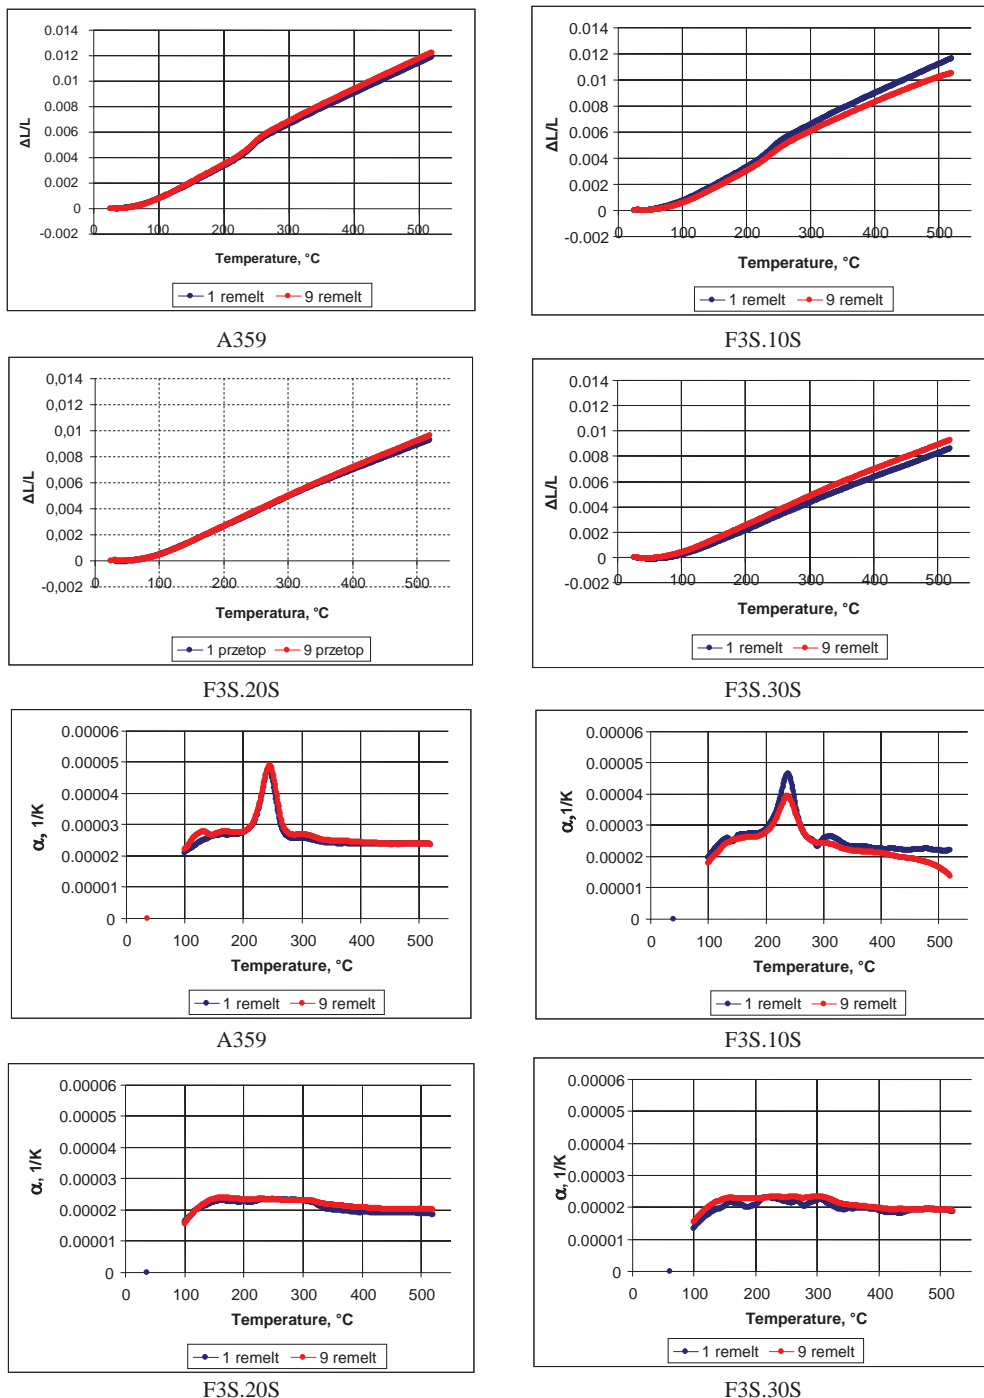 0.014
0.012
0.01
0.008
0.006
0.004
0.002
0
-0.002
ΔL/L
0 100 200 300 400 500
Temperature, °C
1 remelt 9 remelt
A359
0.014
0.012
0.01
0.008
0.006
0.004
0.002
0
-0.002
ΔL/L
0 100 200 300 400 500
Temperature, °C
1 remelt 9 remelt
F3S.10S
0,014
0,012
0,01
0,008
0,006
0,004
0,002
0
-0,002
ΔL/L
0 100 200 300 400 500
Temperatura, °C
1 przetop 9 przetop
F3S.20S
0.014
0.012
0.01
0.008
0.006
0.004
0.002
0
-0.002
ΔL/L
0 100 200 300 400 500
Temperature, °C
1 remelt 9 remelt
F3S.30S
0.00006
0.00005
0.00004
0.00003
0.00002
0.00001
0
α, 1/K
0 100 200 300 400 500
Temperature, °C
1 remelt 9 remelt
A359
0.00006
0.00005
0.00004
0.00003
0.00002
0.00001
0
α,1/K
0 100 200 300 400 500
Temperature, °C
1 remelt 9 remelt
F3S.10S
0.00006
0.00005
0.00004
0.00003
0.00002
0.00001
0
α, 1/K
0 100 200 300 400 500
Temperature, °C
1 remelt 9 remelt
F3S.20S
0.00006
0.00005
0.00004
0.00003
0.00002
0.00001
0
α, 1/K
0 100 200 300 400 500
Temperature, °C
1 remelt 9 remelt
F3S.30S